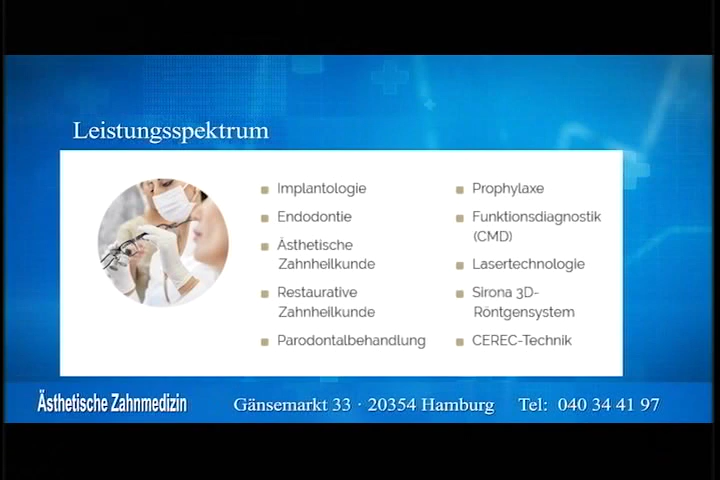 Leistungsspektrum
Implantologie
Endodontie
Ästhetische
Zahnheilkunde
Restaurative
Zahnheilkunde
Parodontalbehandlung
Prophylaxe
Funktionsdiagnostik
(CMD)
Lasertechnologie
Sirona 3D-
Röntgensystem
CEREC-Technik
Ästhetische Zahnmedizin
Gänsemarkt 33 · 20354 Hamburg Tel: 040 34 41 97